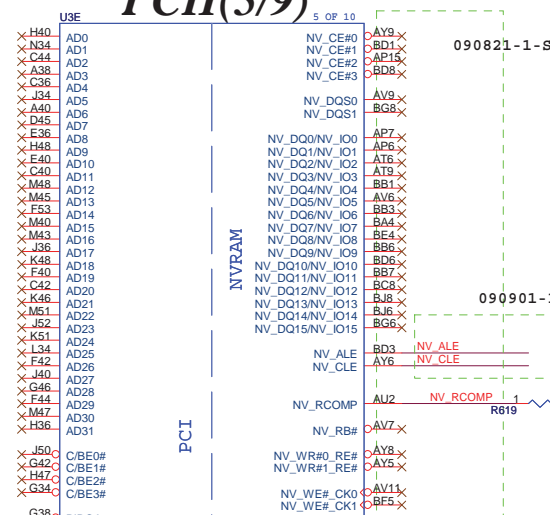 PCH(5/9)
U3E
5 OF 10
H40 AD0
N34 AD1
C44 AD2
A38 AD3
C36 AD4
J34 AD5
A40 AD6
D45 AD7
E36 AD8
H48 AD9
E40 AD10
C40 AD11
M48 AD12
M45 AD13
F53 AD14
M40 AD15
M43 AD16
J36 AD17
K48 AD18
F40 AD19
C42 AD20
K46 AD21
M51 AD22
J52 AD23
K51 AD24
L34 AD25
F42 AD26
J40 AD27
G46 AD28
F44 AD29
M47 AD30
H36 AD31
J50 C/BE0#
G42 C/BE1#
H47 C/BE2#
G34 C/BE3#
G38
NVRAM
PCI
NV_CE#0 AY9
NV_CE#1 BD1
NV_CE#2 AP15
NV_CE#3 BD8
NV_DQS0 AV9
NV_DQS1 BG8
NV_DQ0/NV_IO0 AP7
NV_DQ1/NV_IO1 AP6
NV_DQ2/NV_IO2 AT6
NV_DQ3/NV_IO3 AT9
NV_DQ4/NV_IO4 BB1
NV_DQ5/NV_IO5 AV6
NV_DQ6/NV_IO6 BB3
NV_DQ7/NV_IO7 BA4
NV_DQ8/NV_IO8 BE4
NV_DQ9/NV_IO9 BB6
NV_DQ10/NV_IO10 BD6
NV_DQ11/NV_IO11 BB7
NV_DQ12/NV_IO12 BC8
NV_DQ13/NV_IO13 BJ8
NV_DQ14/NV_IO14 BJ6
NV_DQ15/NV_IO15 BG6
NV_ALE BD3 NV_ALE
NV_CLE AY6 NV_CLE
NV_RCOMP AU2 NV_RCOMP 1
R619
NV_RB# AV7
NV_WR#0_RE# AY8
NV_WR#1_RE# AY5
NV_WE#_CK0 AV11
NV_WE#_CK1 BF5
090821-1-S
090901-1